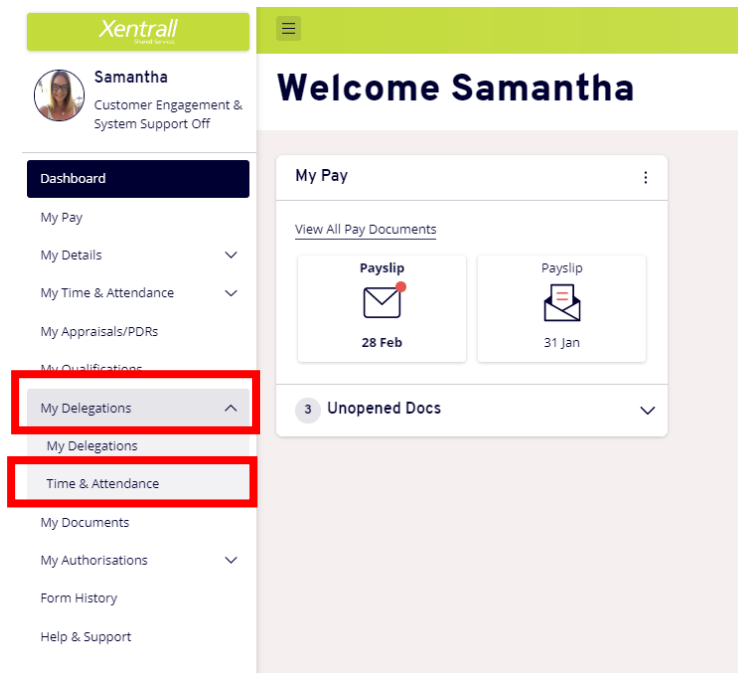 Xentrall
Shared Services
Samantha
Customer Engagement &
System Support Off
Dashboard
My Pay
My Details
My Time & Attendance
My Appraisals/PDRs
My Qualifications
My Delegations
My Delegations
Time & Attendance
My Documents
My Authorisations
Form History
Help & Support
Welcome Samantha
My Pay
View All Pay Documents
Payslip
28 Feb
Payslip
31 Jan
3 Unopened Docs